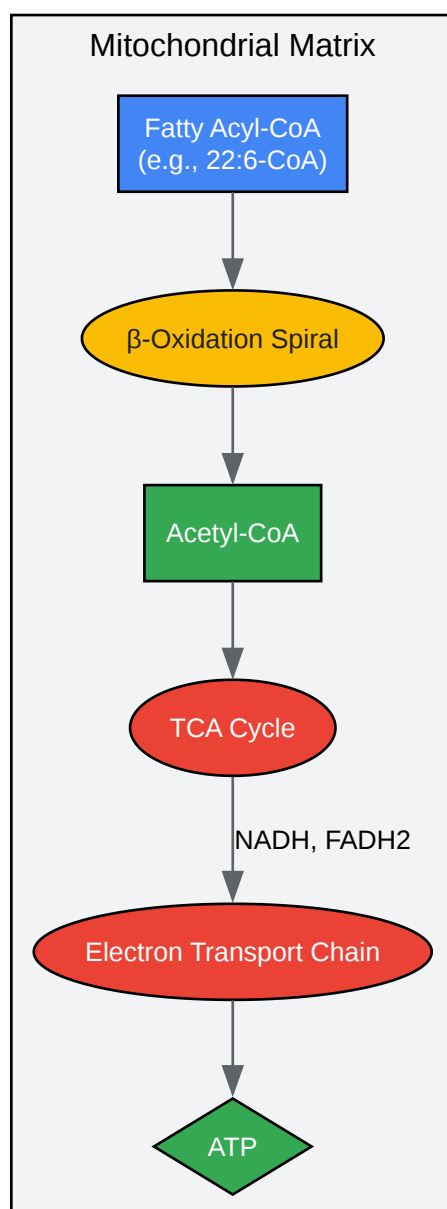 Mitochondrial Matrix
Fatty Acyl-CoA
(e.g., 22:6-CoA)
β-Oxidation Spiral
Acetyl-CoA
TCA Cycle
NADH, FADH2
Electron Transport Chain
ATP